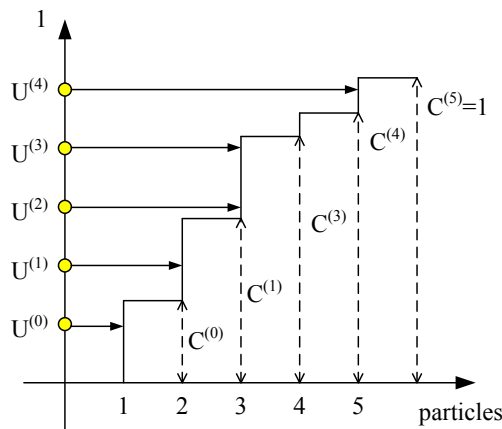 1
U(4)
C(5)=1
U(3)
C(4)
U(2)
C(3)
U(1)
C(1)
U(0)
C(0)
1 2 3 4 5
particles